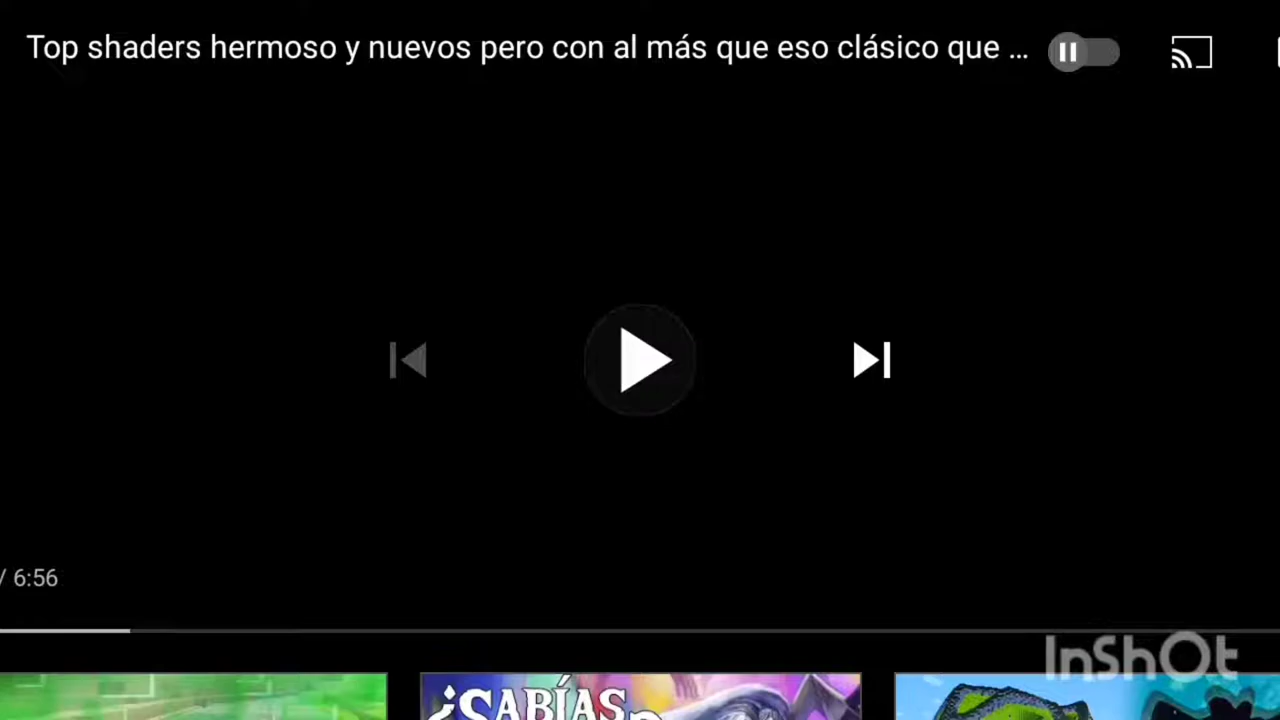 Top shaders hermoso y nuevos pero con al más que eso clásico que ...
/ 6:56
InShOt
¿SABÍAS